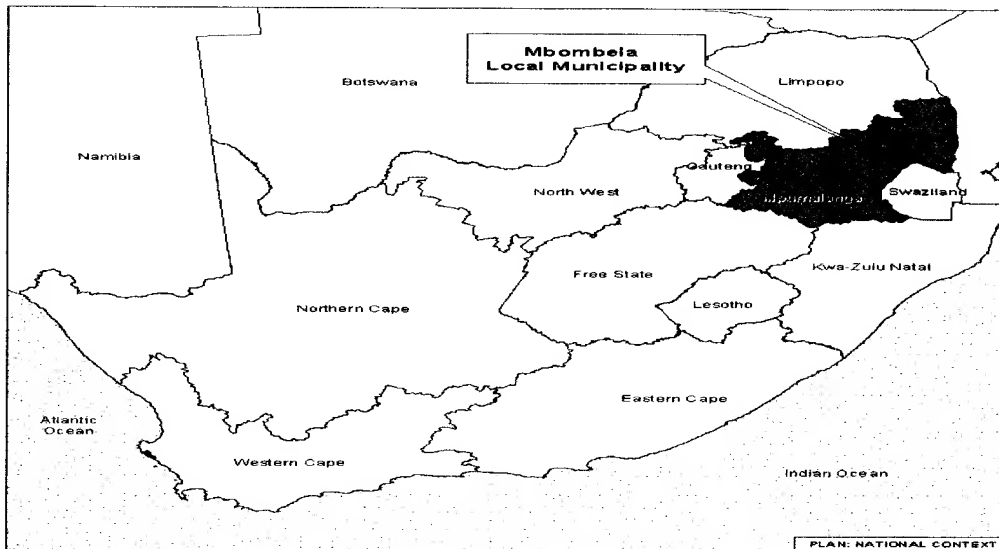 Mbombela
Local Municipality
Limpopo
Botswana
Namibia
Gauteng
North West
Swaziland
Mpumalanga
Free State
Kwa-Zulu Natal
Northern Cape
Lesotho
Eastern Cape
Atlantic
Ocean
Western Cape
Indian Ocean
PLAN: NATIONAL CONTEXT